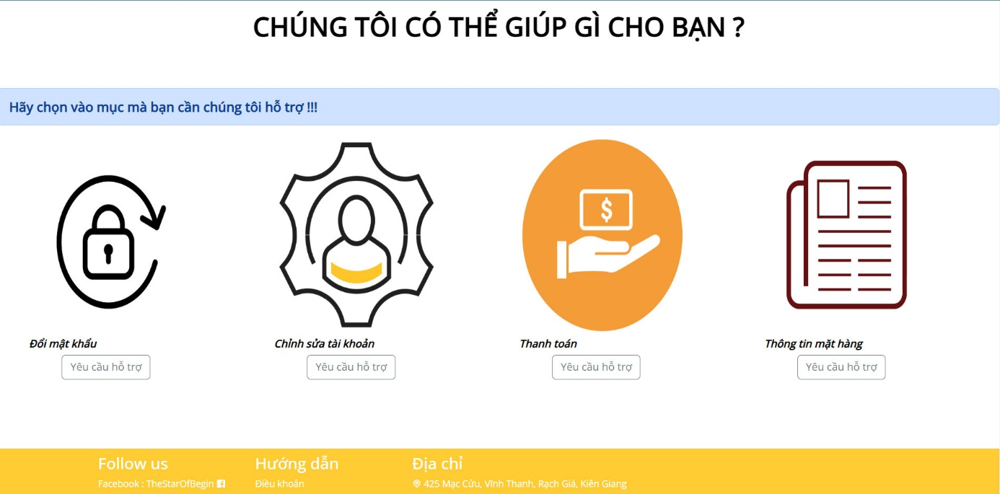 CHÚNG TÔI CÓ THỂ GIÚP GÌ CHO BẠN ?
Hãy chọn vào mục mà bạn cần chúng tôi hỗ trợ !!!
$
Đổi mật khẩu
Yêu cầu hỗ trợ
Chỉnh sửa tài khoản
Yêu cầu hỗ trợ
Thanh toán
Yêu cầu hỗ trợ
Thông tin mặt hàng
Yêu cầu hỗ trợ
Follow us
Facebook : TheStarOfBegin
Hướng dẫn
Điều khoản
Địa chỉ
425 Mạc Cửu, Vĩnh Thanh, Rạch Giá, Kiên Giang